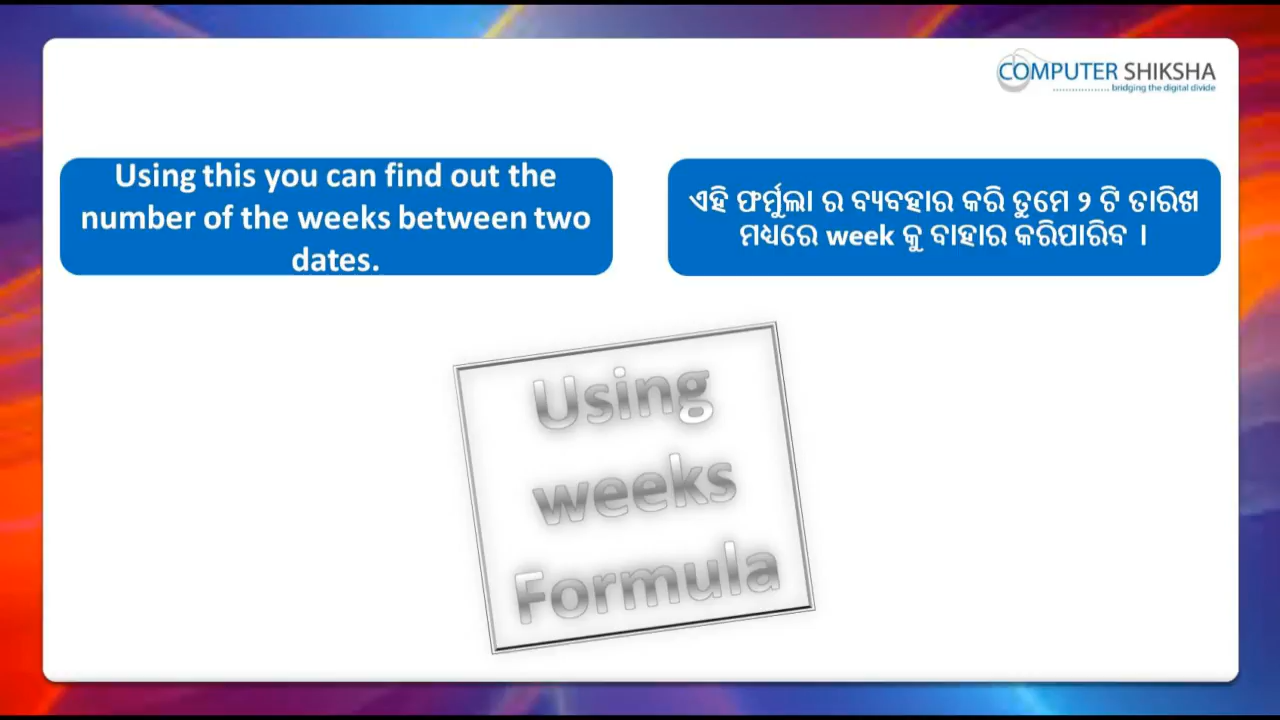 COMPUTER SHIKSHA
bridging the digital divide
Using this you can find out the
number of the weeks between two
dates.
ଏହି ଫର୍ମୁଲା ର ବ୍ୟବହାର କରି ତୁମେ ୨ ଟି ତାରିଖ
ମଧ୍ୟରେ week କୁ ବାହାର କରିପାରିବ ।
Using
weeks
Formula